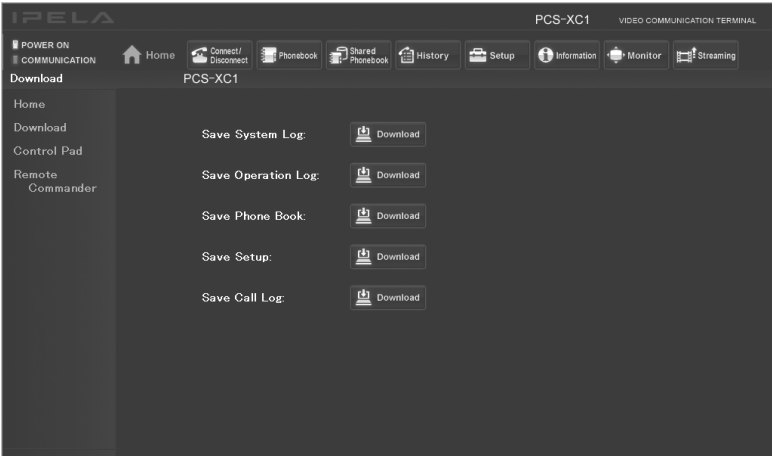 IPELA
PCS-XC1 VIDEO COMMUNICATION TERMINAL
POWER ON
COMMUNICATION
Home
Connect/
Disconnect
Phonebook
Shared
Phonebook
History
Setup
Information
Monitor
Streaming
Download
PCS-XC1
Home
Download
Control Pad
Remote
Commander
Save System Log: Download
Save Operation Log: Download
Save Phone Book: Download
Save Setup: Download
Save Call Log: Download